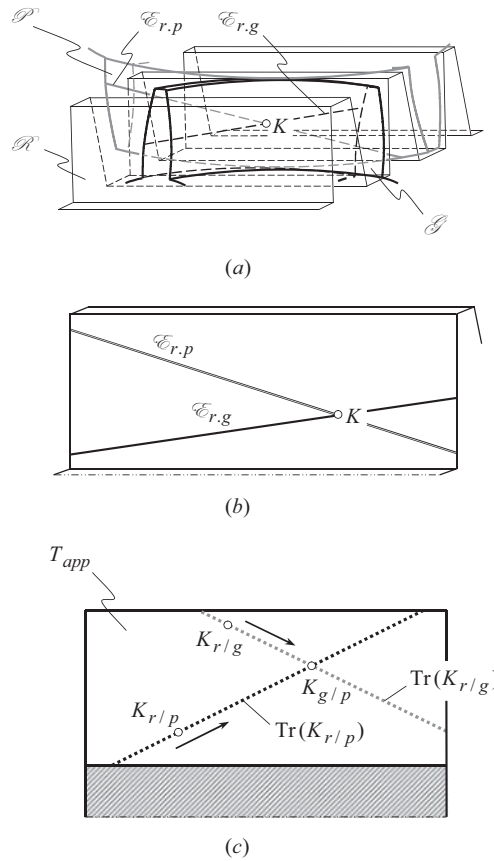 𝒫
ℰr.p
ℰr.g
K
ℛ
𝒢
(a)
ℰr.p
ℰr.g
K
(b)
Tapp
Kr/g
Kg/p
Tr(Kr/g)
Kr/p
Tr(Kr/p)
(c)